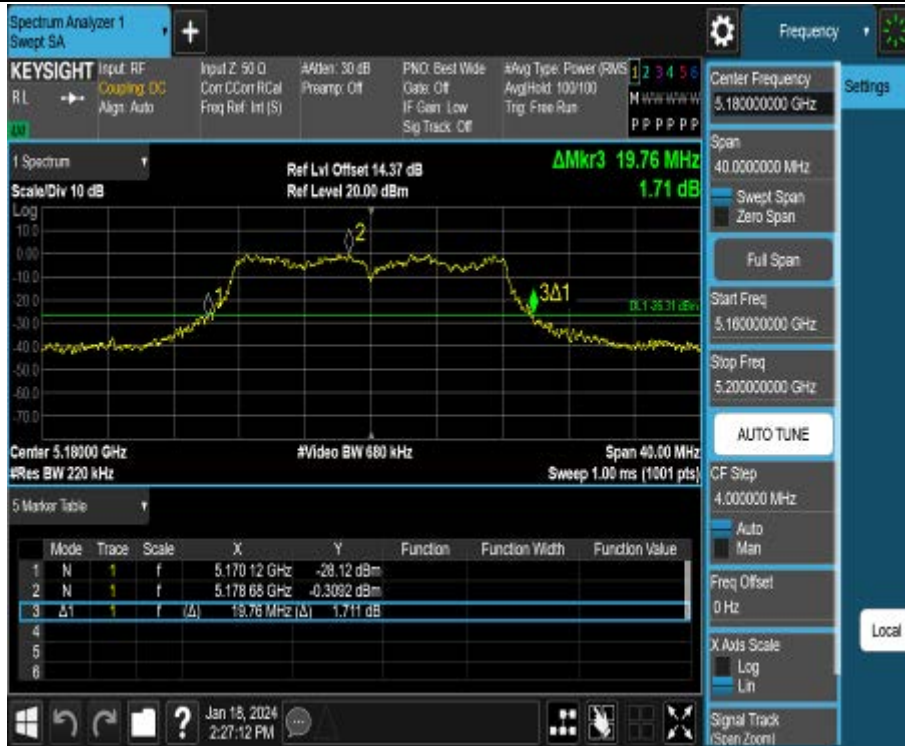 Spectrum Analyzer 1
Swept SA
+
Frequency
KEYSIGHT
RL
Input: RF
Coupling: DC
Align: Auto
Input Z: 50 Ω
Corr CCorr RCal
Freq Ref: Int (S)
#Atten: 30 dB
Preamp: Off
PNO: Best Wide
Gate: Off
IF Gain: Low
Sig Track: Off
#Avg Type: Power (RMS
Avg|Hold: 100/100
Trig: Free Run
1 2 3 4 5 6
M W W W W W
P P P P P P
1 Spectrum
Scale/Div 10 dB
Ref Lvl Offset 14.37 dB
Ref Level 20.00 dBm
ΔMkr3 19.76 MHz
1.71 dB
Log
10.0
0.00
-10.0
-20.0
-30.0
-40.0
-50.0
-60.0
-70.0
1
2
3Δ1
Center 5.18000 GHz
#Res BW 220 kHz
#Video BW 680 kHz
Span 40.00 MHz
Sweep 1.00 ms (1001 pts)
5 Marker Table
Mode Trace Scale X Y Function Function Width Function Value
1 N 1 f 5.170 12 GHz -28.12 dBm
2 N 1 f 5.178 68 GHz -0.3092 dBm
3 Δ1 1 f (Δ) 19.76 MHz (Δ) 1.711 dB
4
5
6
?
Jan 18, 2024
2:27:12 PM
Center Frequency
5.180000000 GHz
Span
40.0000000 MHz
Swept Span
Zero Span
Full Span
Start Freq
5.160000000 GHz
Stop Freq
5.200000000 GHz
AUTO TUNE
CF Step
4.000000 MHz
Auto
Man
Freq Offset
0 Hz
X Axis Scale
Log
Lin
Signal Track
(Span Zoom)
Settings
Local